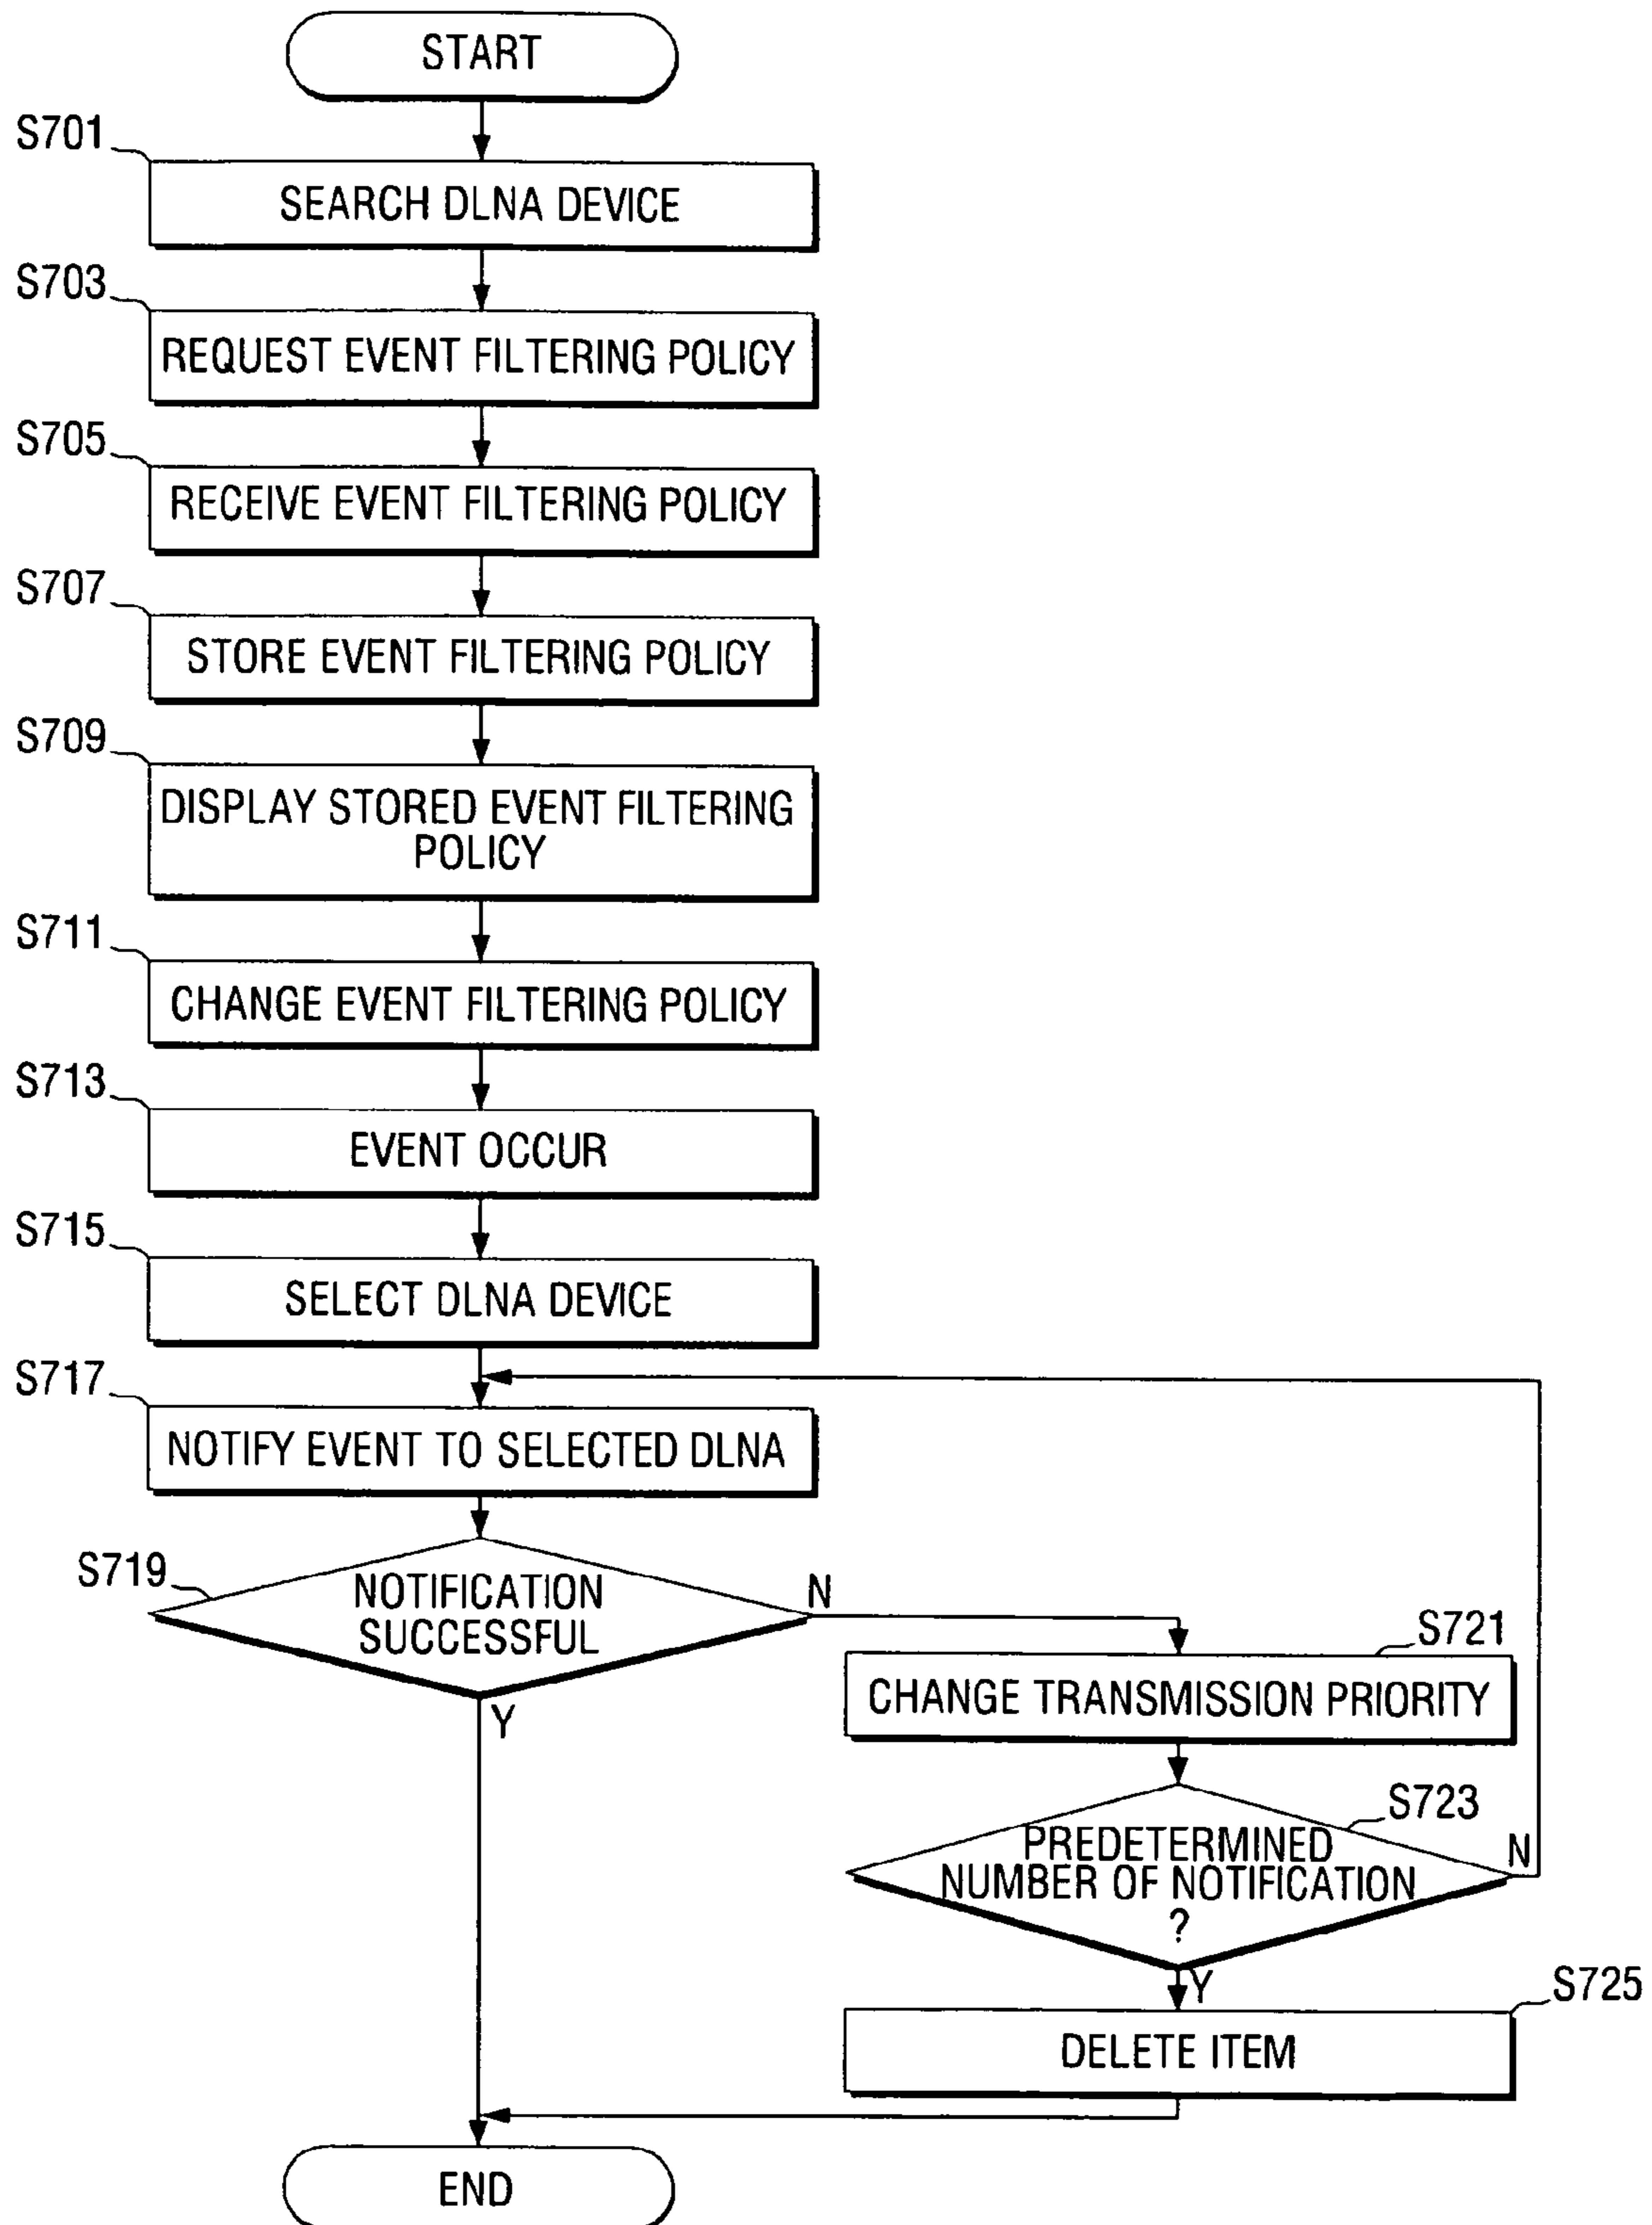 START
S701
SEARCH DLNA DEVICE
S703
REQUEST EVENT FILTERING POLICY
S705
RECEIVE EVENT FILTERING POLICY
S707
STORE EVENT FILTERING POLICY
S709
DISPLAY STORED EVENT FILTERING
POLICY
S711
CHANGE EVENT FILTERING POLICY
S713
EVENT OCCUR
S715
SELECT DLNA DEVICE
S717
NOTIFY EVENT TO SELECTED DLNA
S719
NOTIFICATION
SUCCESSFUL
N
Y
S721
CHANGE TRANSMISSION PRIORITY
S723
PREDETERMINED
NUMBER OF NOTIFICATION
?
N
Y
S725
DELETE ITEM
END